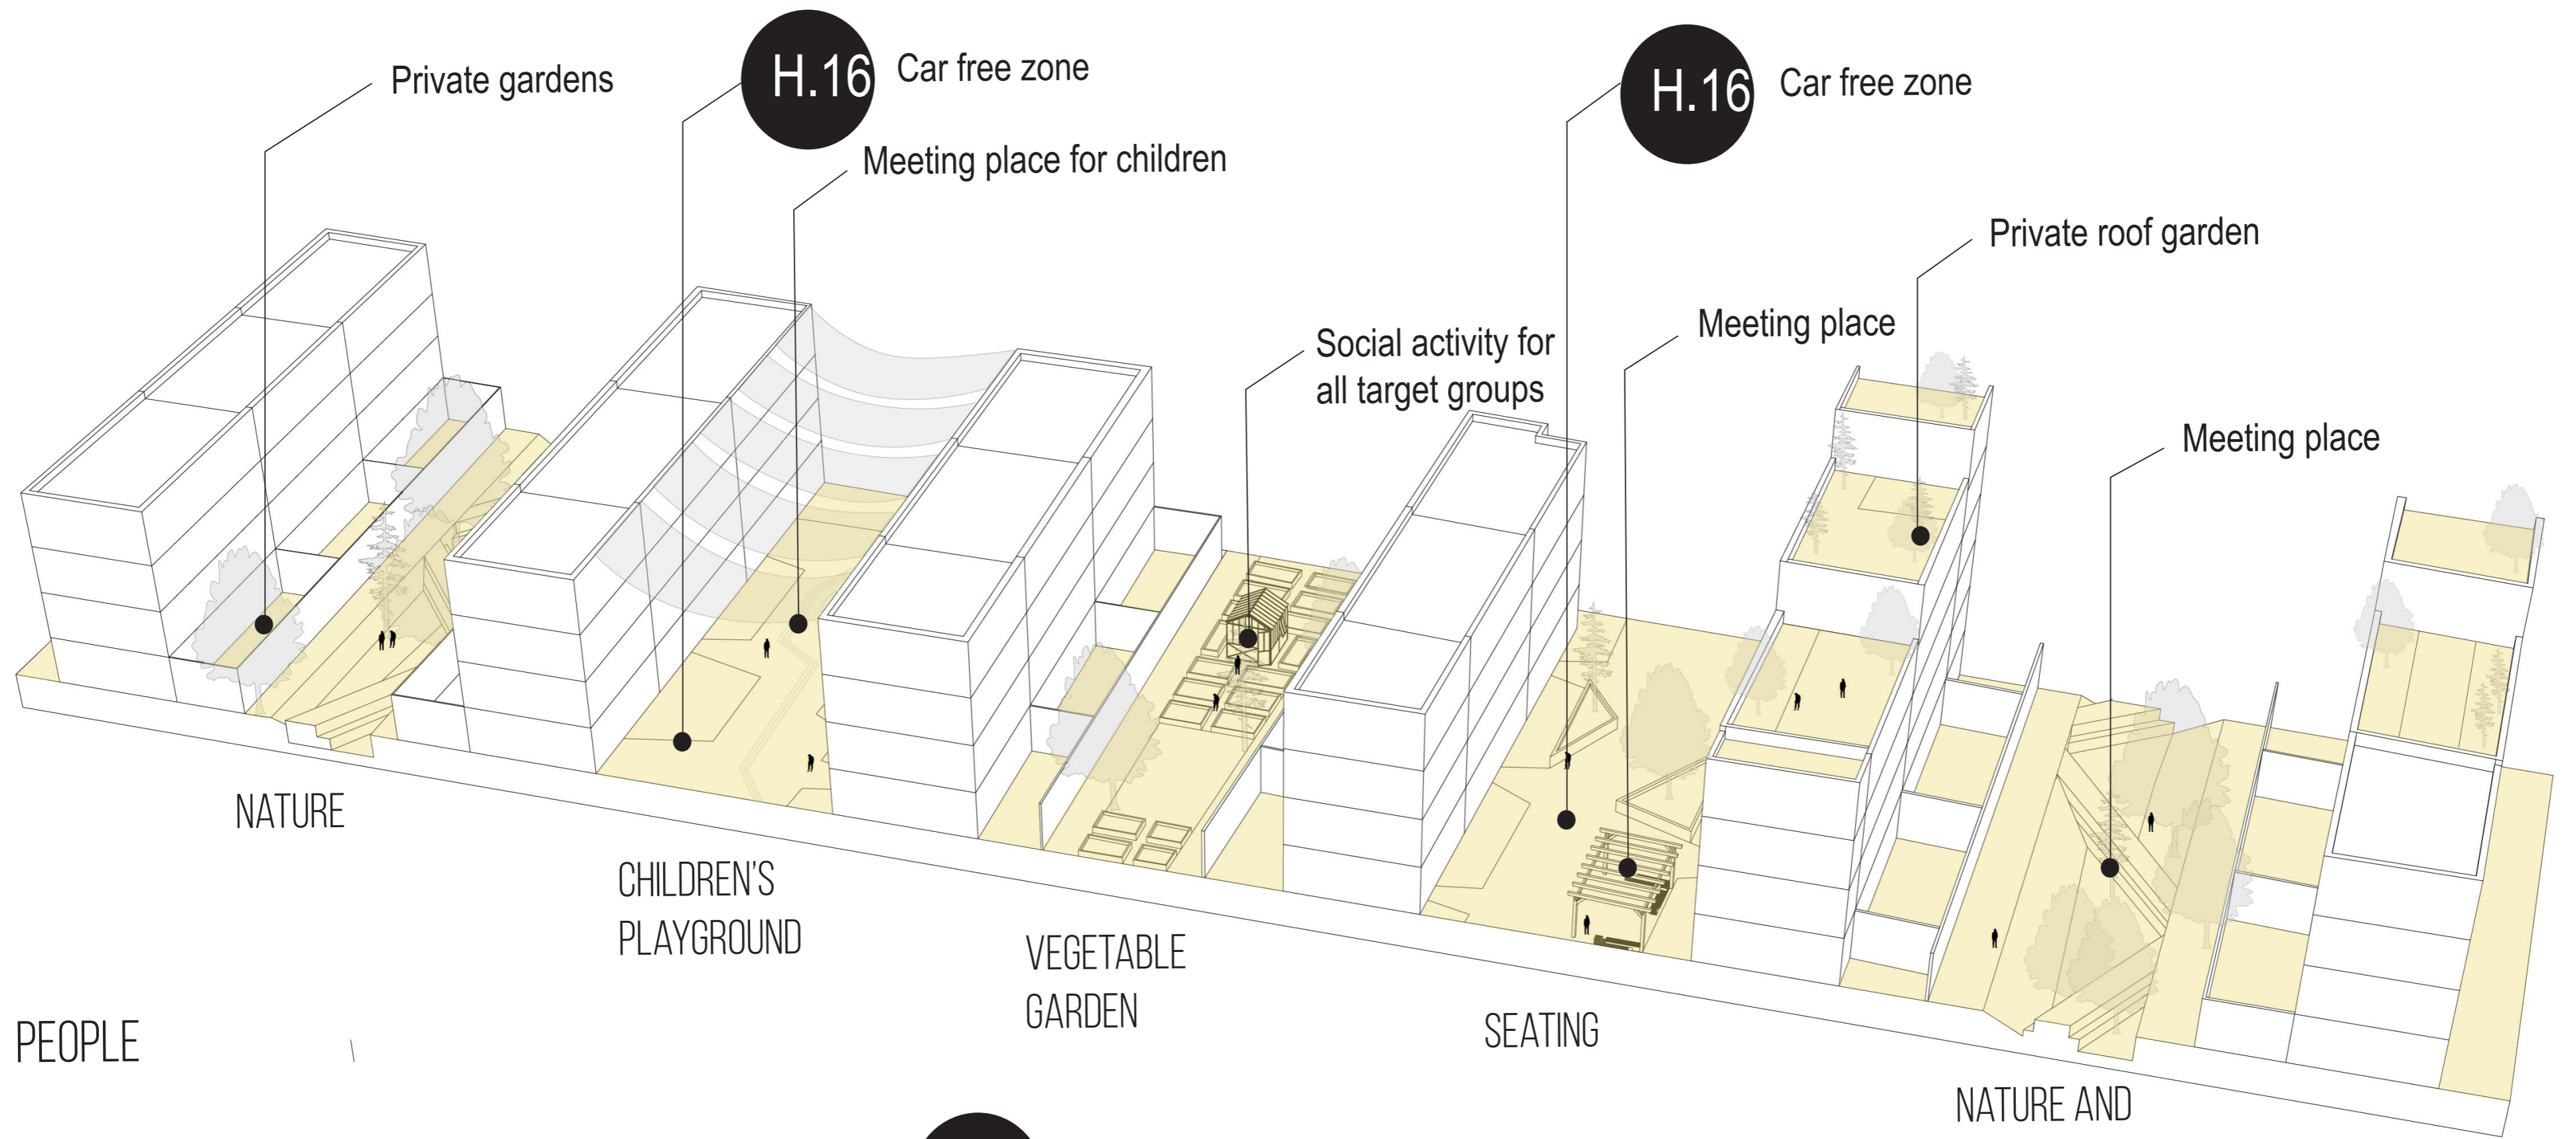 Private gardens
H.16
Car free zone
Meeting place for children
H.16
Car free zone
Private roof garden
Social activity for
all target groups
Meeting place
Meeting place
NATURE
CHILDREN'S
PLAYGROUND
VEGETABLE
GARDEN
SEATING
NATURE AND
PEOPLE